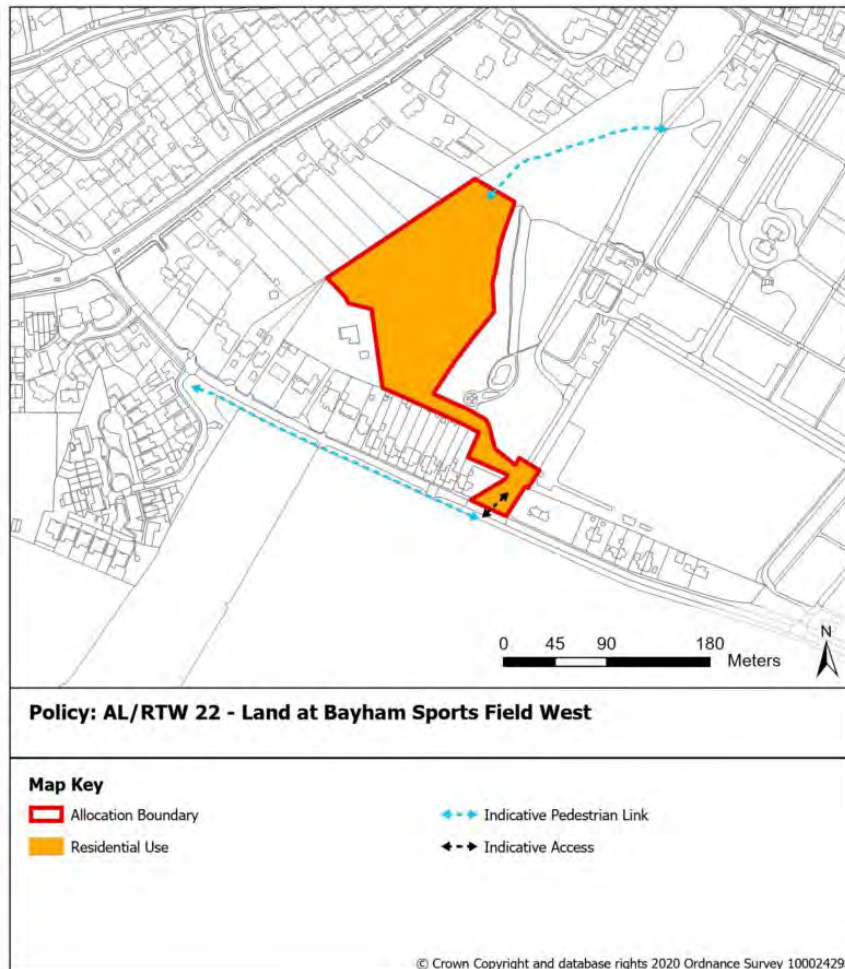 0 45 90 180
Meters
N
Policy: AL/RTW 22 - Land at Bayham Sports Field West
Map Key
Allocation Boundary
Residential Use
Indicative Pedestrian Link
Indicative Access
© Crown Copyright and database rights 2020 Ordnance Survey 10002429